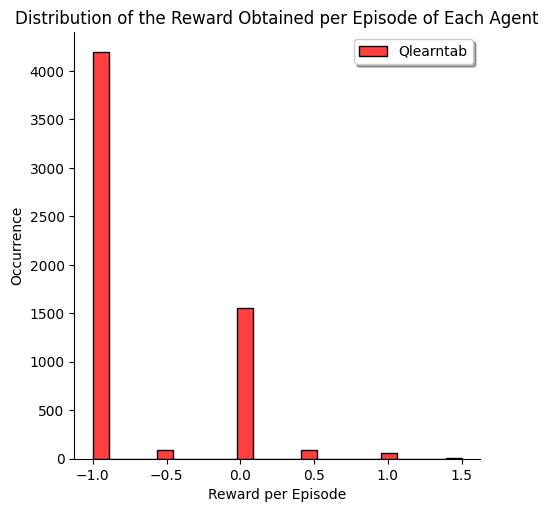 Distribution of the Reward Obtained per Episode of Each Agent
Qlearntab
4000
3500
3000
2500
2000
1500
1000
500
0
Occurrence
−1.0 −0.5 0.0 0.5 1.0 1.5
Reward per Episode